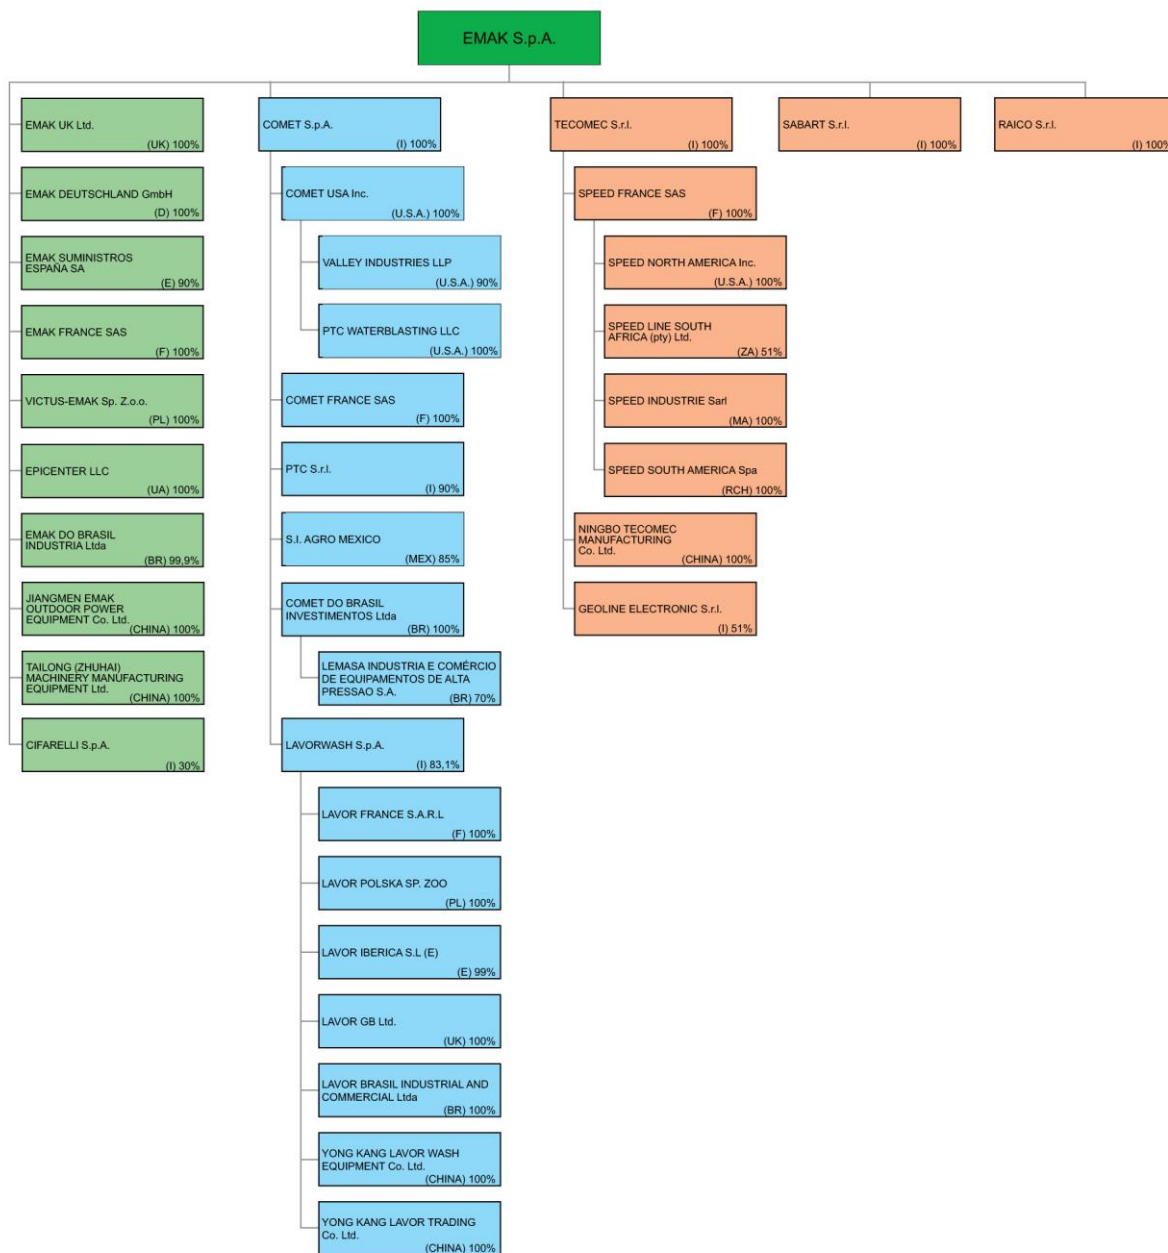 EMAK S.p.A.
EMAK UK Ltd.
(UK) 100%
EMAK DEUTSCHLAND GmbH
(D) 100%
EMAK SUMINISTROS
ESPAÑA SA
(E) 90%
EMAK FRANCE SAS
(F) 100%
VICTUS-EMAK Sp. Z.o.o.
(PL) 100%
EPICENTER LLC
(UA) 100%
EMAK DO BRASIL
INDUSTRIA Ltda
(BR) 99,9%
JIANGMEN EMAK
OUTDOOR POWER
EQUIPMENT Co. Ltd.
(CHINA) 100%
TAILONG (ZHUHAI)
MACHINERY MANUFACTURING
EQUIPMENT Ltd.
(CHINA) 100%
CIFARELLI S.p.A.
(I) 30%
COMET S.p.A.
(I) 100%
COMET USA Inc.
(U.S.A.) 100%
VALLEY INDUSTRIES LLP
(U.S.A.) 90%
PTC WATERBLASTING LLC
(U.S.A.) 100%
COMET FRANCE SAS
(F) 100%
PTC S.r.l.
(I) 90%
S.I. AGRO MEXICO
(MEX) 85%
COMET DO BRASIL
INVESTIMENTOS Ltda
(BR) 100%
LEMASA INDUSTRIA E COMÉRCIO
DE EQUIPAMENTOS DE ALTA
PRESSAO S.A.
(BR) 70%
LAVORWASH S.p.A.
(I) 83,1%
LAVOR FRANCE S.A.R.L
(F) 100%
LAVOR POLSKA SP. ZOO
(PL) 100%
LAVOR IBERICA S.L (E)
(E) 99%
LAVOR GB Ltd.
(UK) 100%
LAVOR BRASIL INDUSTRIAL AND
COMMERCIAL Ltda
(BR) 100%
YONG KANG LAVOR WASH
EQUIPMENT Co. Ltd.
(CHINA) 100%
YONG KANG LAVOR TRADING
Co. Ltd.
(CHINA) 100%
TECOMEC S.r.l.
(I) 100%
SPEED FRANCE SAS
(F) 100%
SPEED NORTH AMERICA Inc.
(U.S.A.) 100%
SPEED LINE SOUTH
AFRICA (pty) Ltd.
(ZA) 51%
SPEED INDUSTRIE Sarl
(MA) 100%
SPEED SOUTH AMERICA Spa
(RCH) 100%
NINGBO TECOMEC
MANUFACTURING
Co. Ltd.
(CHINA) 100%
GEOLINE ELECTRONIC S.r.l.
(I) 51%
SABART S.r.l.
(I) 100%
RAICO S.r.l.
(I) 100%